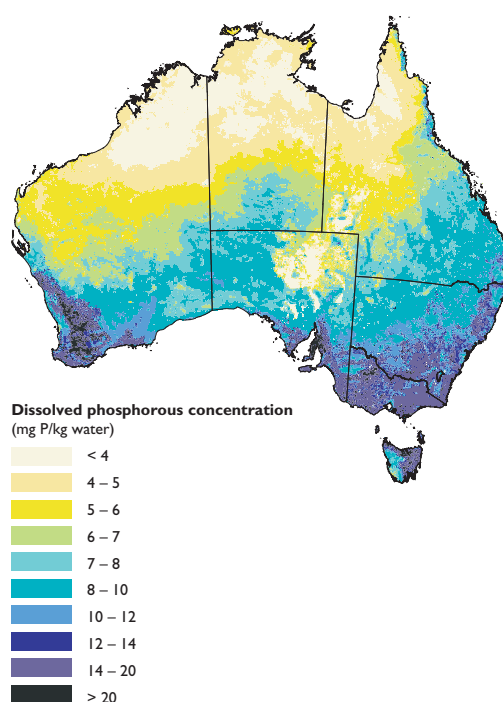 Dissolved phosphorous concentration
(mg P/kg water)
< 4
4 – 5
5 – 6
6 – 7
7 – 8
8 – 10
10 – 12
12 – 14
14 – 20
> 20